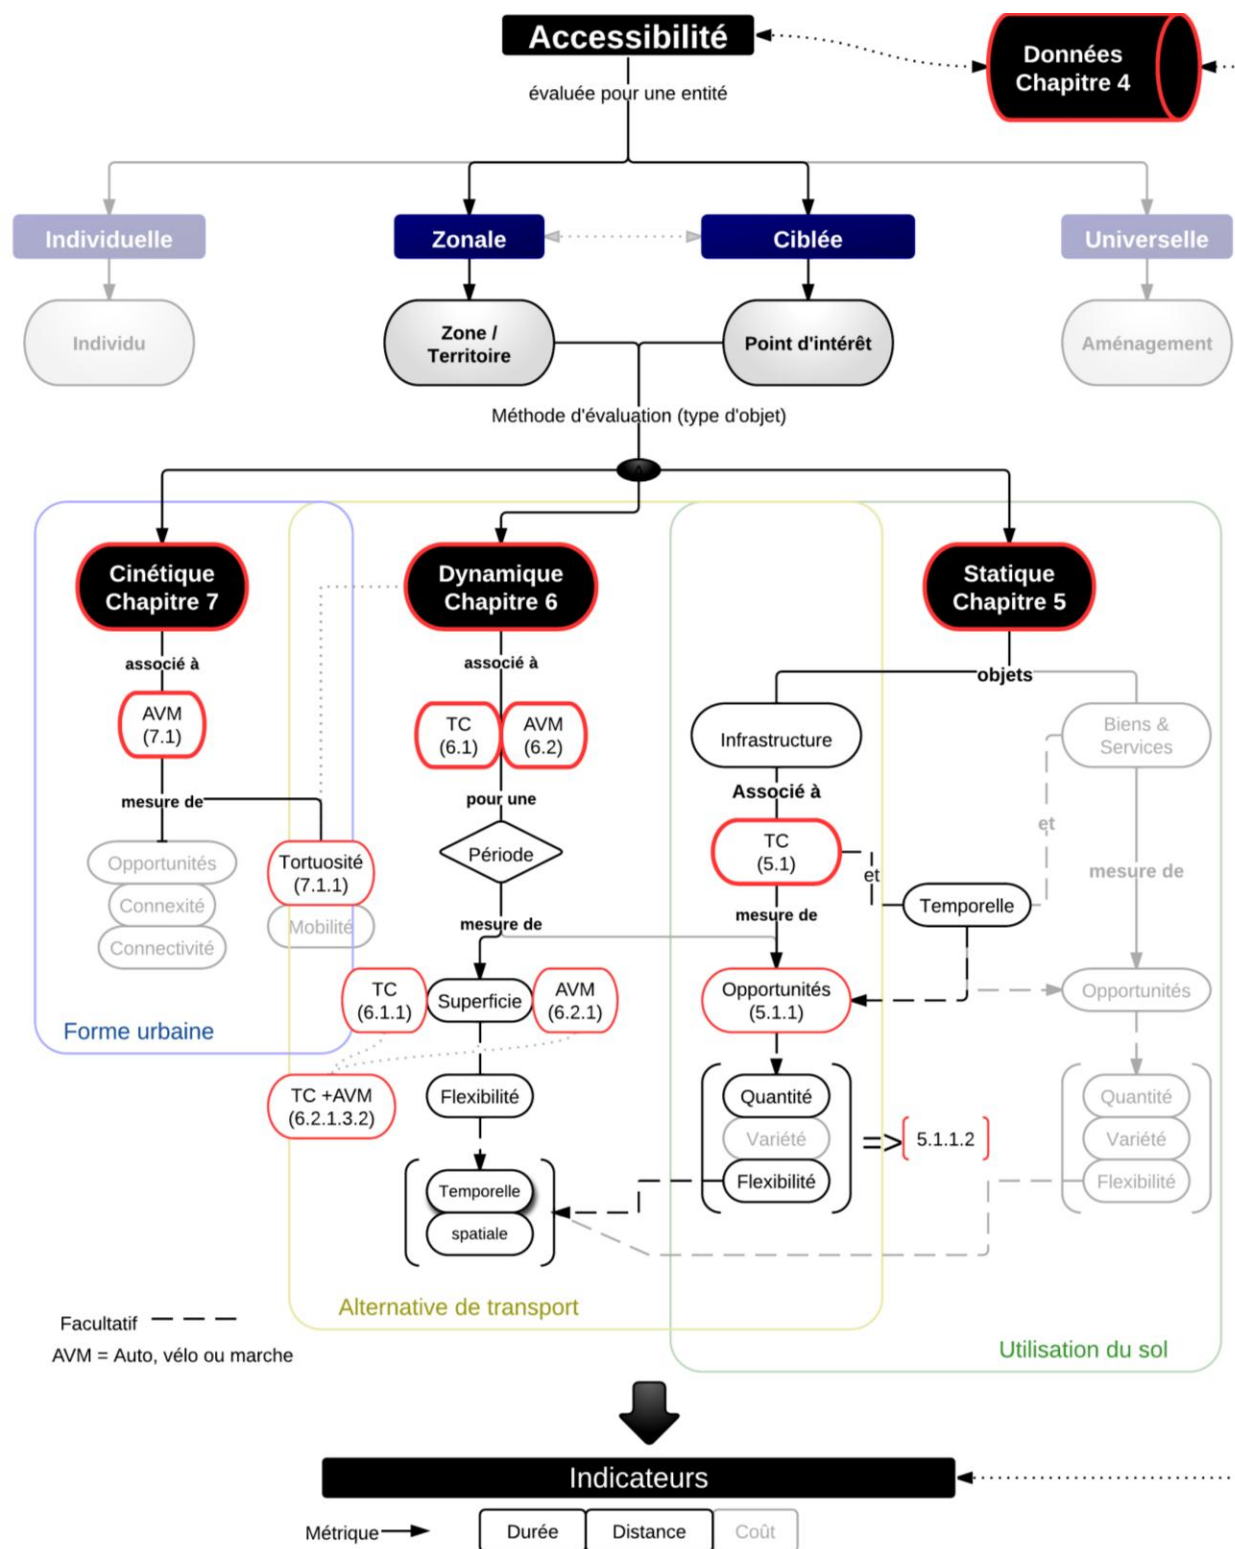 Accessibilité
Données
Chapitre 4
évaluée pour une entité
Individuelle
Zonale
Ciblée
Universelle
Individu
Zone /
Territoire
Point d'intérêt
Aménagement
Méthode d'évaluation (type d'objet)
Cinétique
Chapitre 7
Dynamique
Chapitre 6
Statique
Chapitre 5
associé à
associé à
objets
AVM
(7.1)
TC
(6.1)
AVM
(6.2)
Infrastructure
Biens &
Services
mesure de
pour une
Associé à
et
Opportunités
Connexité
Connectivité
Tortuosité
(7.1.1)
Mobilité
Période
TC
(5.1)
et
mesure de
Temporelle
mesure de
mesure de
TC
(6.1.1)
Superficie
AVM
(6.2.1)
Opportunités
(5.1.1)
Opportunités
Forme urbaine
TC +AVM
(6.2.1.3.2)
Flexibilité
Quantité
Variété
Flexibilité
=>
5.1.1.2
Quantité
Variété
Flexibilité
Temporelle
spatiale
Alternative de transport
Facultatif
AVM = Auto, vélo ou marche
Utilisation du sol
Indicateurs
Métrique
Durée
Distance
Coût